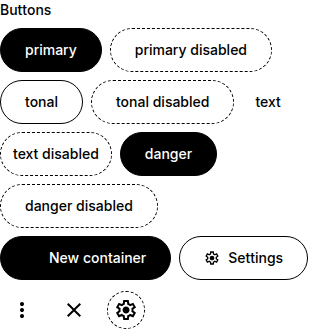 Buttons
primary
primary disabled
tonal
tonal disabled
text
text disabled
danger
danger disabled
New container
Settings